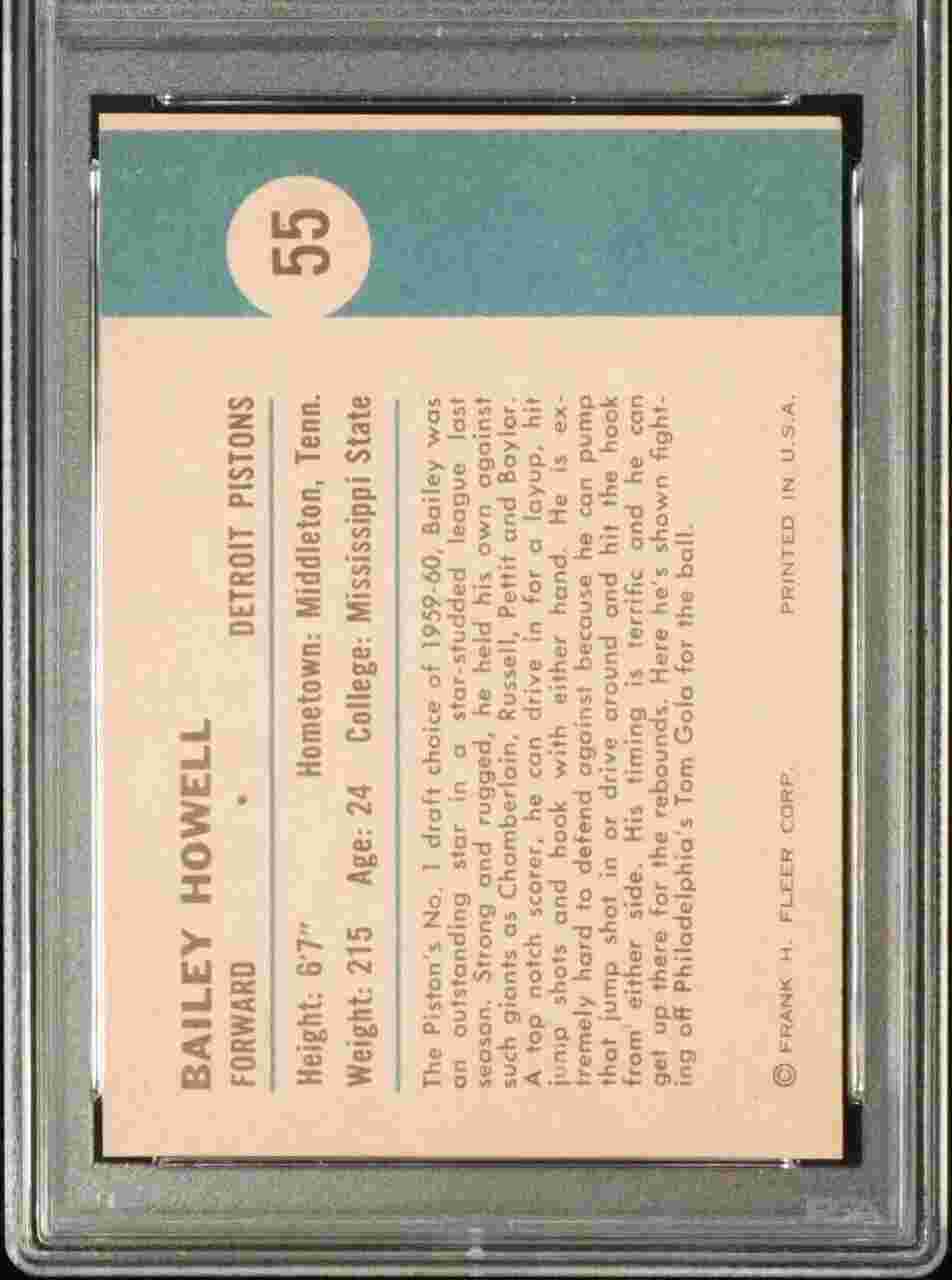 55
BAILEY HOWELL
FORWARD DETROIT PISTONS
Height: 6'7" Hometown: Middleton, Tenn.
Weight: 215 Age: 24 College: Mississippi State
The Piston's No. 1 draft choice of 1959-60, Bailey was
an outstanding star in a star-studded league last
season. Strong and rugged, he held his own against
such giants as Chamberlain, Russell, Pettit and Baylor.
A top notch scorer, he can drive in for a layup, hit
jump shots and hook with either hand. He is ex-
tremely hard to defend against because he can pump
that jump shot in or drive around and hit the hook
from either side. His timing is terrific and he can
get up there for the rebounds. Here he's shown fight-
ing off Philadelphia's Tom Gola for the ball.
© FRANK H. FLEER CORP. PRINTED IN U.S.A.